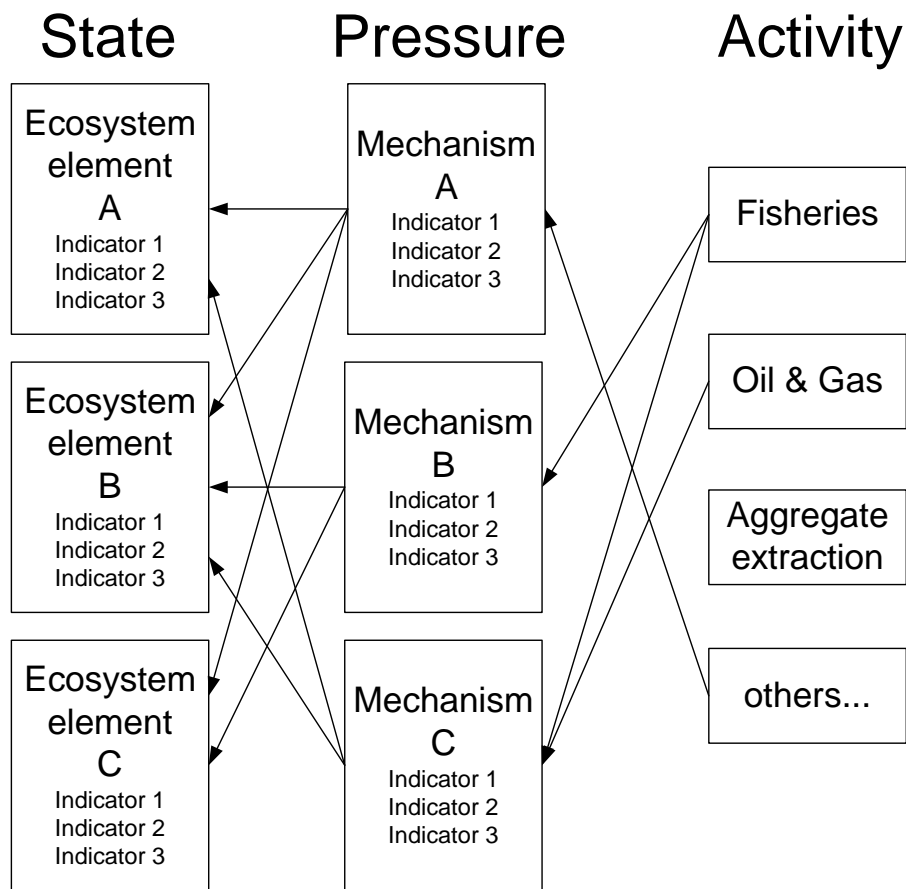 State
Pressure
Activity
Ecosystem
element
A
Indicator 1
Indicator 2
Indicator 3
Ecosystem
element
B
Indicator 1
Indicator 2
Indicator 3
Ecosystem
element
C
Indicator 1
Indicator 2
Indicator 3
Mechanism
A
Indicator 1
Indicator 2
Indicator 3
Mechanism
B
Indicator 1
Indicator 2
Indicator 3
Mechanism
C
Indicator 1
Indicator 2
Indicator 3
Fisheries
Oil & Gas
Aggregate
extraction
others...